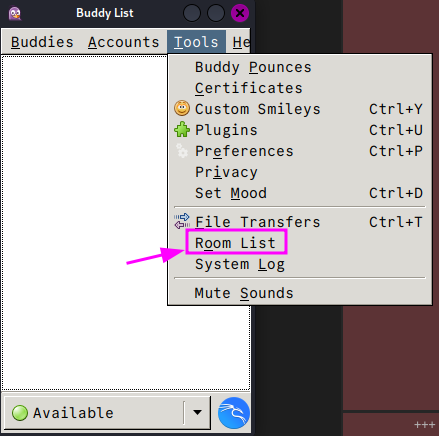 Buddy List
Buddies Accounts Tools He
Buddy Pounces
Certificates
Custom Smileys Ctrl+Y
Plugins Ctrl+U
Preferences Ctrl+P
Privacy
Set Mood Ctrl+D
File Transfers Ctrl+T
Room List
System Log
Mute Sounds
Available
+++